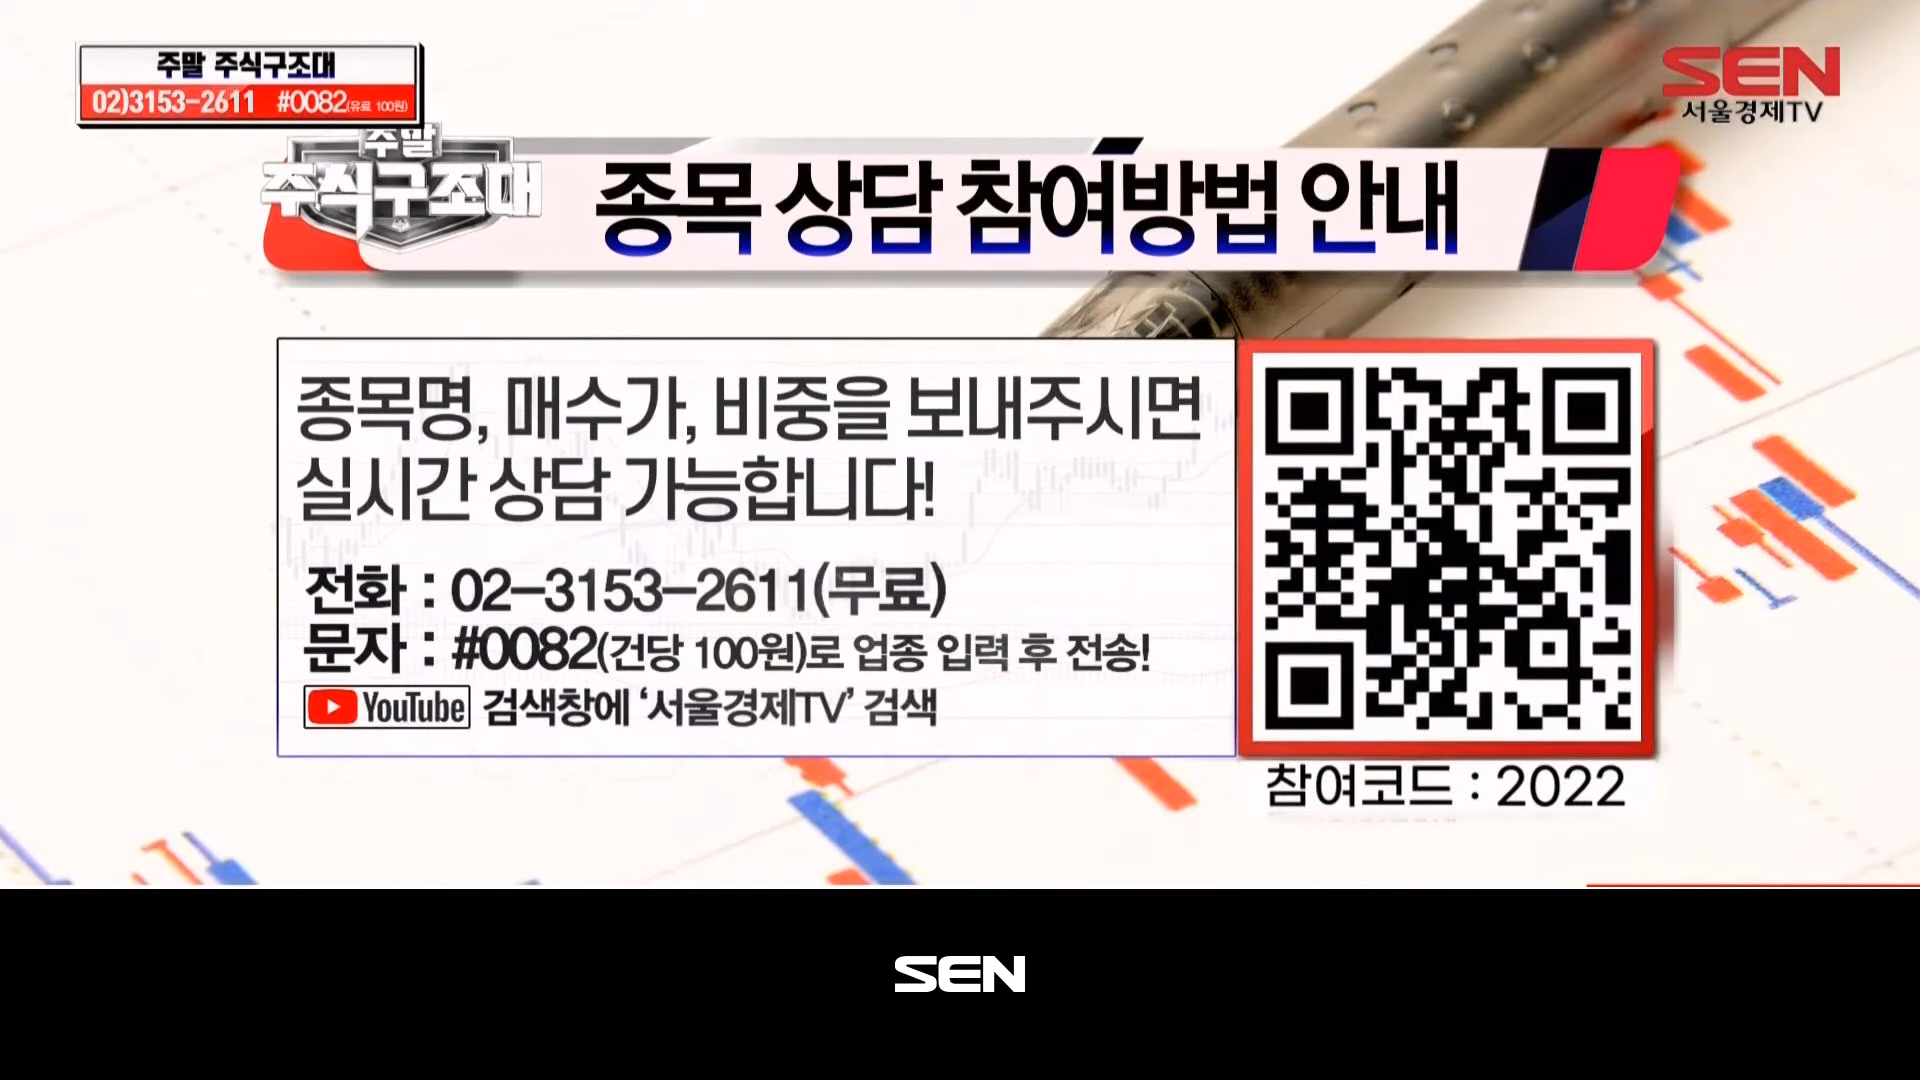 주말 주식구조대
02)3153-2611 #0082(유료 100원)
SEN
서울경제TV
주말
주식구조대
종목 상담 참여방법 안내
종목명, 매수가, 비중을 보내주시면
실시간 상담 가능합니다!
전화 : 02-3153-2611(무료)
문자 : #0082(건당 100원)로 업종 입력 후 전송!
YouTube 검색창에 ‘서울경제TV’ 검색
참여코드 : 2022
SEN